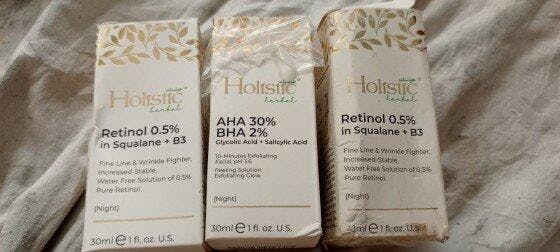 Holistic
herbal
Retinol 0.5%
in Squalane + B3
Fine Line & Wrinkle Fighter,
Increased-Stable,
Water Free Solution of 0.5%
Pure Retinol.
(Night)
30ml e 1 fl. oz. U.S.
Holistic
herbal
AHA 30%
BHA 2%
Glycolic Acid + Salicylic Acid
10-Minutes Exfoliating
Facial, pH 3.6
Peeling Solution
Exfoliating Glow.
(Night)
30ml e 1 fl. oz. U.S.
Holistic
herbal
Retinol 0.5%
in Squalane + B3
Fine Line & Wrinkle Fighter,
Increased-Stable,
Water Free Solution of 0.5%
Pure Retinol.
(Night)
30ml e 1 fl. oz. U.S.